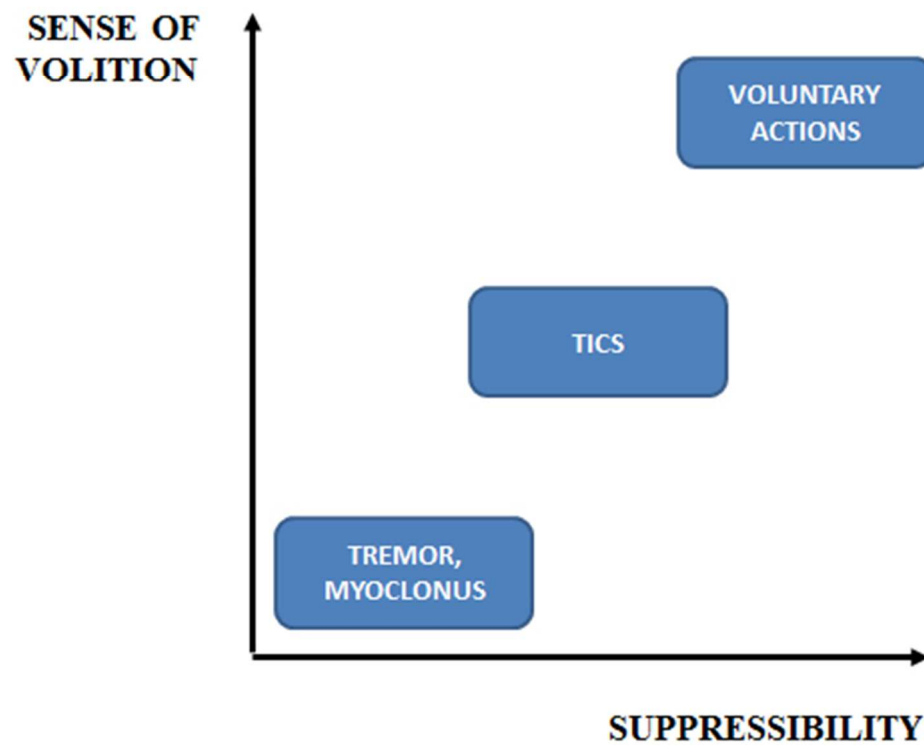 SENSE OF
VOLITION
VOLUNTARY
ACTIONS
TICS
TREMOR,
MYOCLONUS
SUPPRESSIBILITY